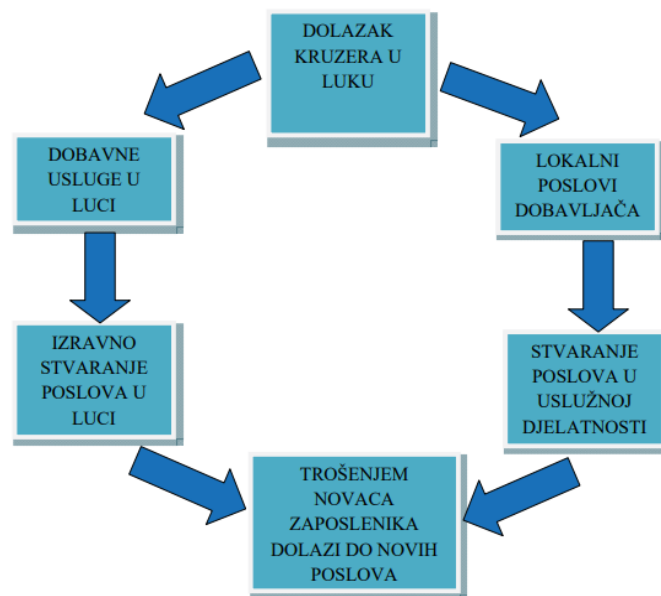 DOLAZAK
KRUZERA U
LUKU
DOBAVNE
USLUGE U
LUCI
LOKALNI
POSLOVI
DOBAVLJAČA
IZRAVNO
STVARANJE
POSLOVA U
LUCI
STVARANJE
POSLOVA U
USLUŽNOJ
DJELATNOSTI
TROŠENJEM
NOVACA
ZAPOSLENIKA
DOLAZI DO NOVIH
POSLOVA